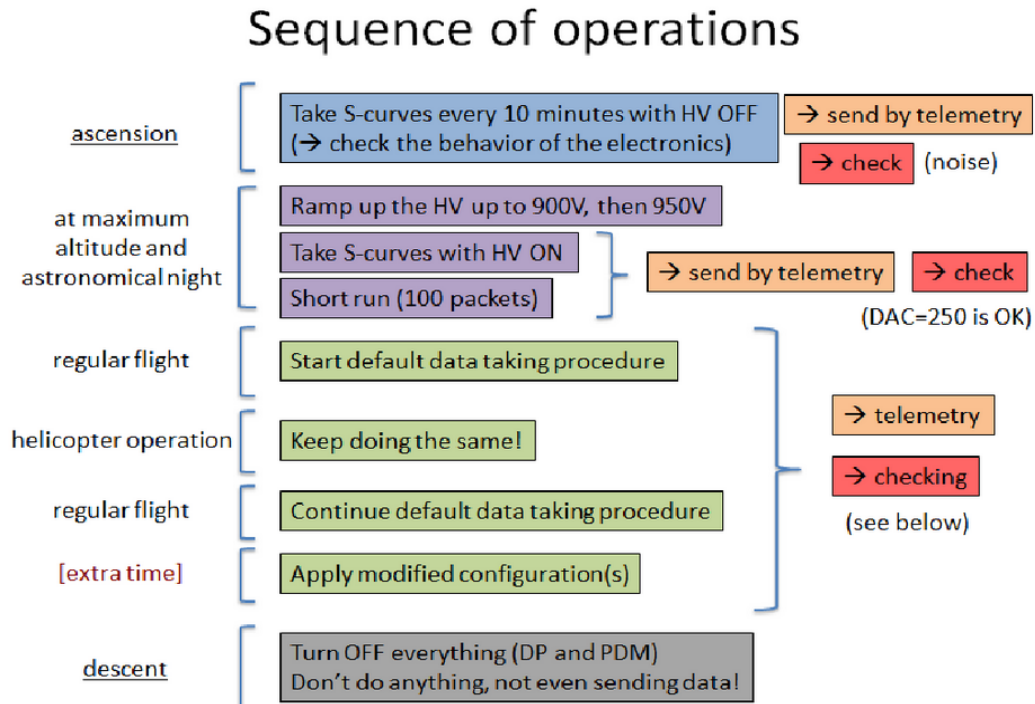 Sequence of operations
ascension
Take S-curves every 10 minutes with HV OFF
(→ check the behavior of the electronics)
→ send by telemetry
→ check (noise)
at maximum
altitude and
astronomical night
Ramp up the HV up to 900V, then 950V
Take S-curves with HV ON
Short run (100 packets)
→ send by telemetry
→ check
(DAC=250 is OK)
regular flight
Start default data taking procedure
helicopter operation
Keep doing the same!
regular flight
Continue default data taking procedure
[extra time]
Apply modified configuration(s)
→ telemetry
→ checking
(see below)
descent
Turn OFF everything (DP and PDM)
Don't do anything, not even sending data!